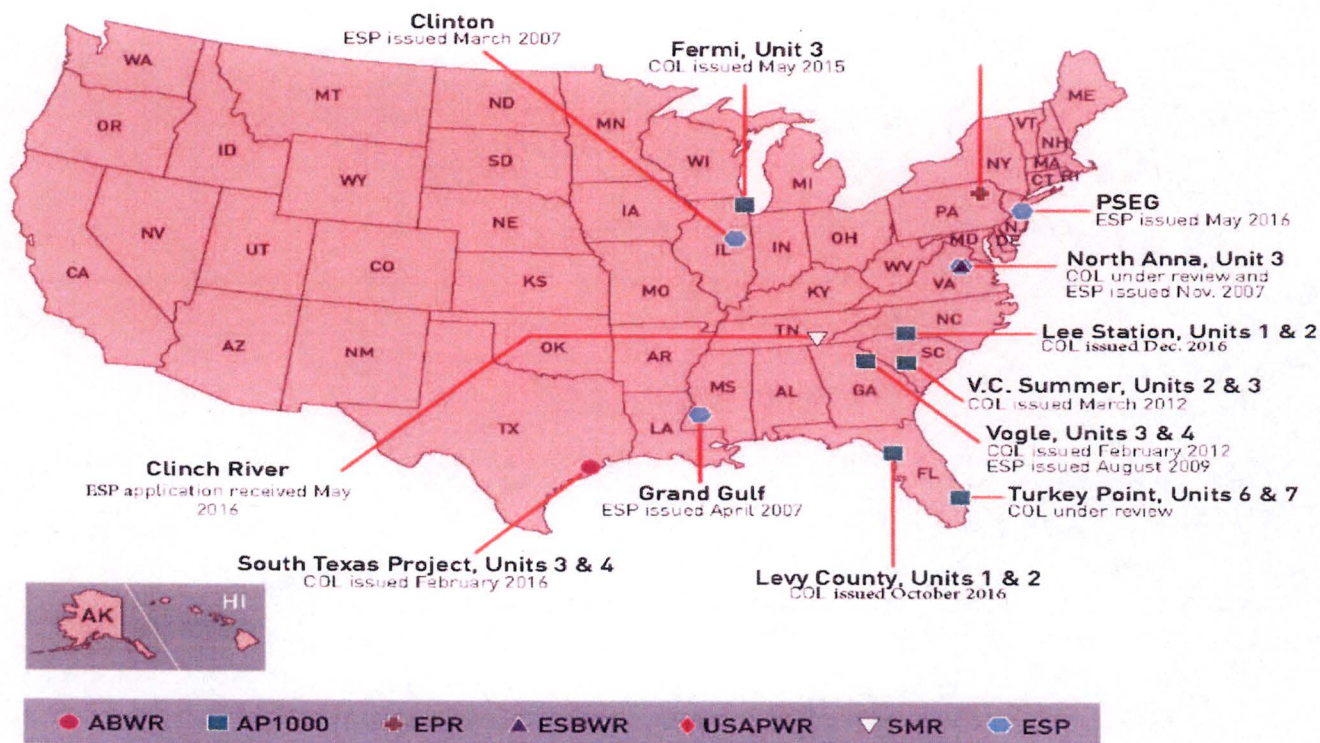 Clinton
ESP issued March 2007
Fermi, Unit 3
COL issued May 2015
PSEG
ESP issued May 2016
North Anna, Unit 3
COL under review and
ESP issued Nov. 2007
Lee Station, Units 1 & 2
COL issued Dec. 2016
V.C. Summer, Units 2 & 3
COL issued March 2012
Vogle, Units 3 & 4
COL issued February 2012
ESP issued August 2009
Turkey Point, Units 6 & 7
COL under review
Levy County, Units 1 & 2
COL issued October 2016
Grand Gulf
ESP issued April 2007
Clinch River
ESP application received May
2016
South Texas Project, Units 3 & 4
COL issued February 2016
WA
MT
ND
MN
ME
OR
ID
SD
WI
VT
NH
WY
MI
NY
MA
CT
RI
NV
NE
IA
PA
NJ
UT
CO
IL
IN
OH
MD
DE
CA
KS
MO
WV
VA
KY
AZ
NM
OK
AR
TN
NC
SC
TX
LA
MS
AL
GA
FL
AK
HI
ABWR
AP1000
EPR
ESBWR
USAPWR
SMR
ESP